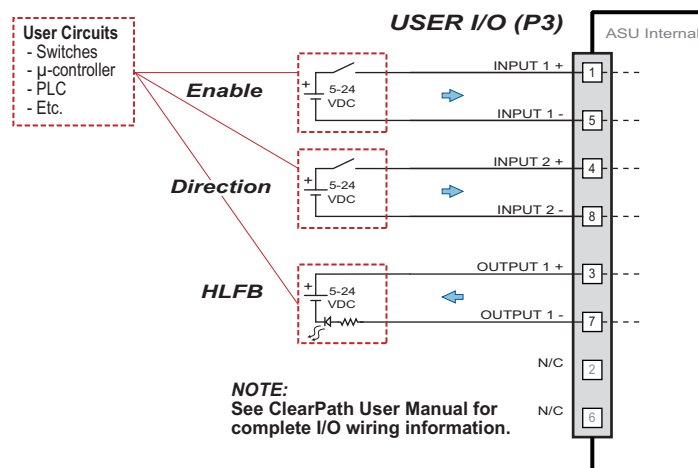 USER I/O (P3)
ASU Internal
User Circuits
- Switches
- µ-controller
- PLC
- Etc.
Enable
+
5-24
VDC
INPUT 1 +
1
INPUT 1 -
5
Direction
+
5-24
VDC
INPUT 2 +
4
INPUT 2 -
8
HLFB
+
5-24
VDC
OUTPUT 1 +
3
OUTPUT 1 -
7
N/C
2
N/C
6
NOTE:
See ClearPath User Manual for
complete I/O wiring information.